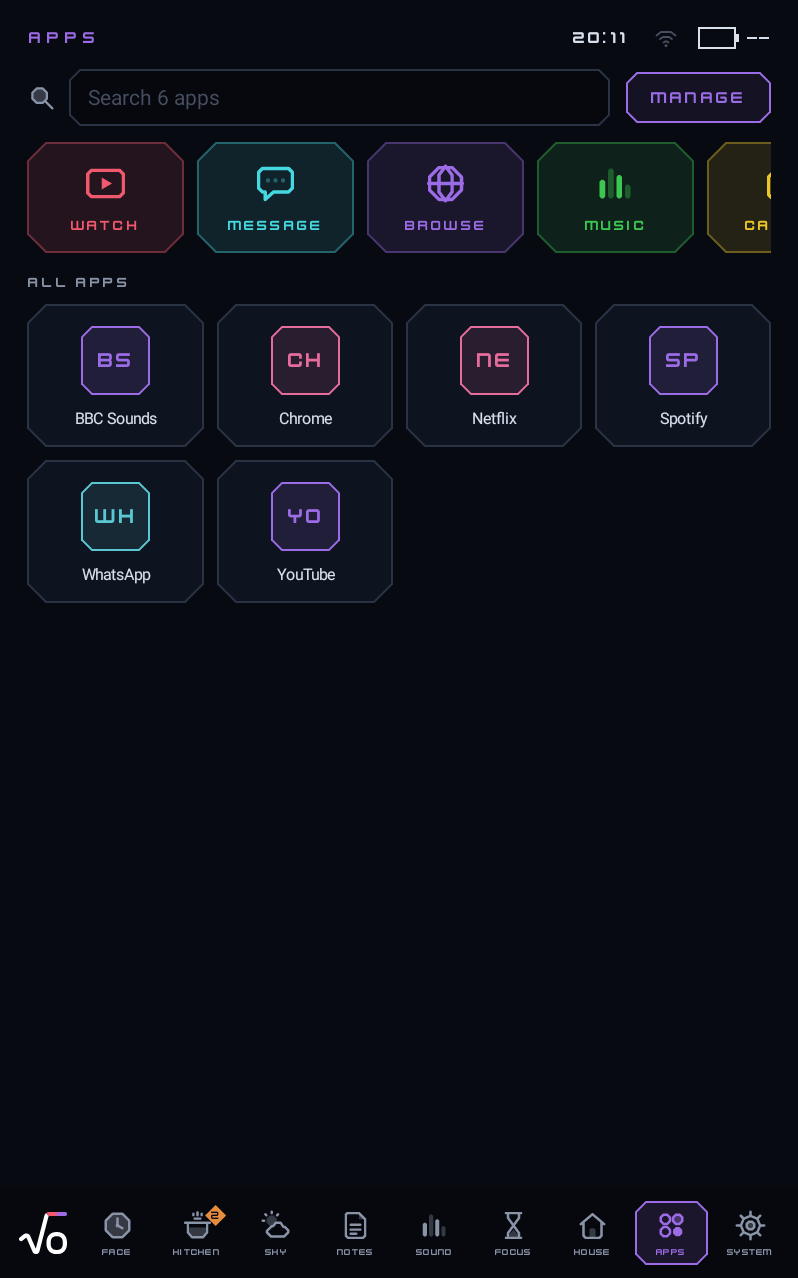 APPS 20:11 --
Search 6 apps MANAGE
WATCH MESSAGE BROWSE MUSIC CA
ALL APPS
BS CH NE SP
BBC Sounds Chrome Netflix Spotify
WH YO
WhatsApp YouTube
2
√o FACE KITCHEN SKY NOTES SOUND FOCUS HOUSE APPS SYSTEM